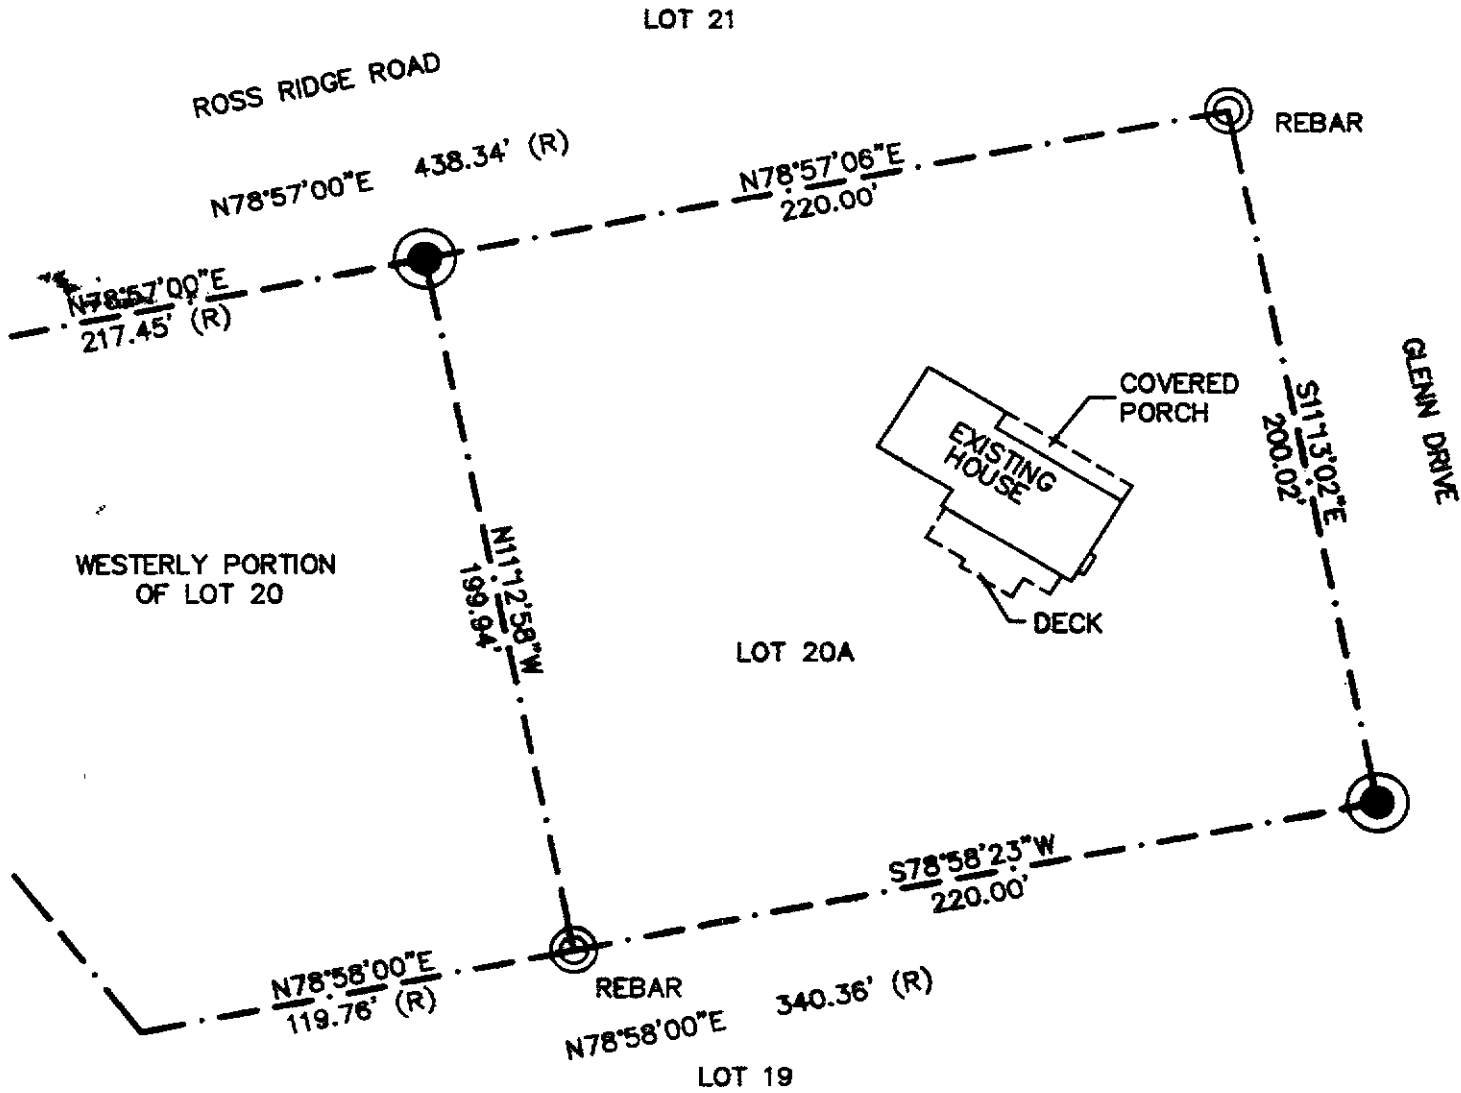 LOT 21
ROSS RIDGE ROAD
N78°57'00"E 438.34' (R)
N78°57'06"E
220.00'
REBAR
N78°57'00"E
217.45' (R)
GLENN DRIVE
S11°13'02"E
200.02'
COVERED
PORCH
EXISTING
HOUSE
DECK
N11°12'58"W
199.94'
WESTERLY PORTION
OF LOT 20
LOT 20A
S78°58'23"W
220.00'
N78°58'00"E
119.76' (R)
REBAR
N78°58'00"E 340.36' (R)
LOT 19